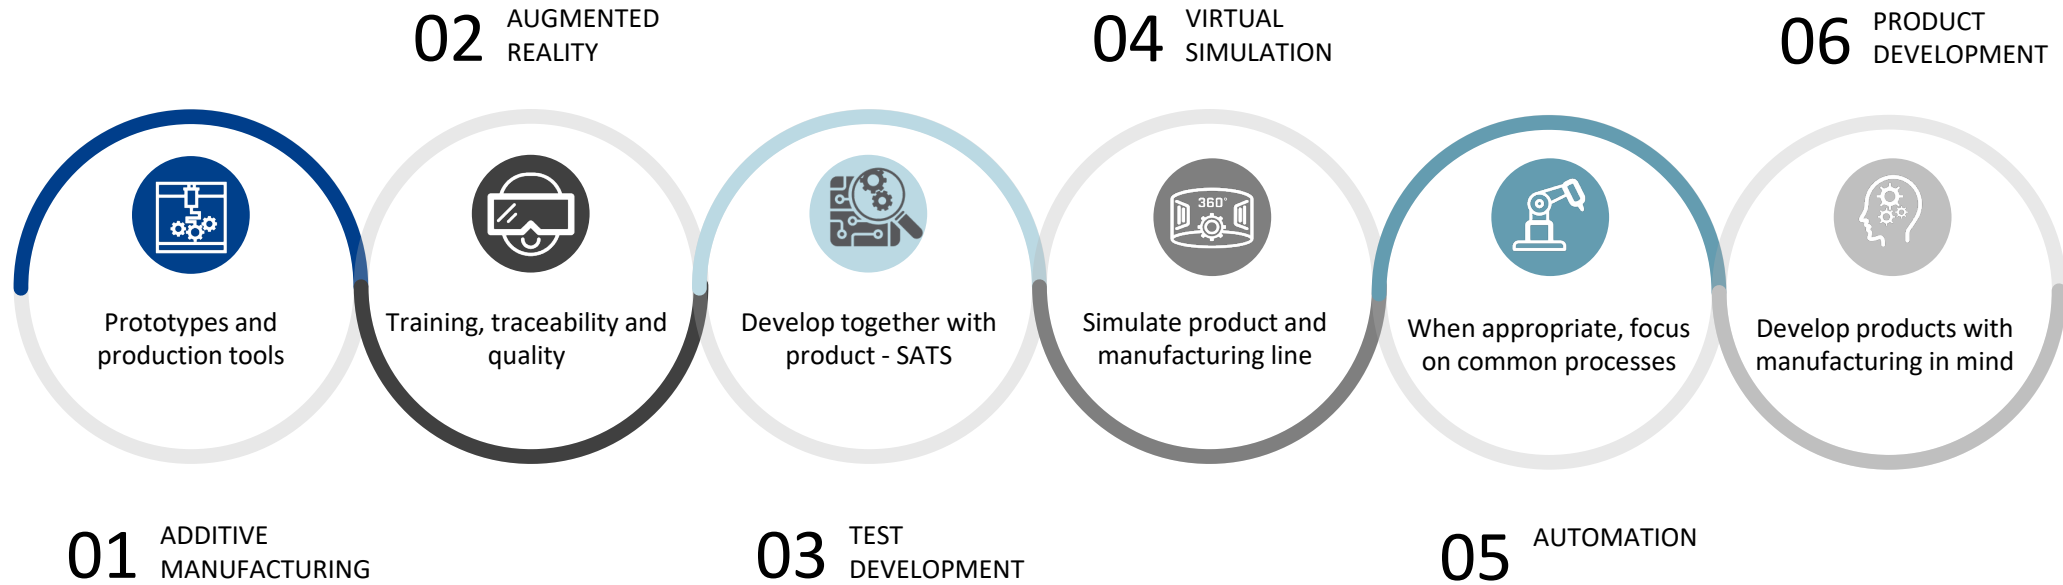 02
AUGMENTED
REALITY
04
VIRTUAL
SIMULATION
06
PRODUCT
DEVELOPMENT
360°
Prototypes and
production tools
Training, traceability and
quality
Develop together with
product - SATS
Simulate product and
manufacturing line
When appropriate, focus
on common processes
Develop products with
manufacturing in mind
01
ADDITIVE
MANUFACTURING
03
TEST
DEVELOPMENT
05
AUTOMATION